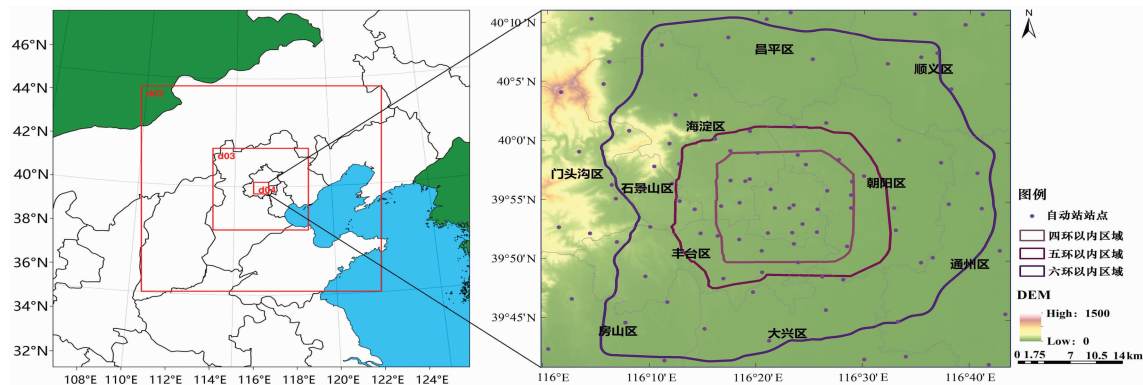 46°N
44°N
42°N
40°N
38°N
36°N
34°N
32°N
108°E 110°E 112°E 114°E 116°E 118°E 120°E 122°E 124°E
d02
d03
d04
40°10′N
40°5′N
40°0′N
39°55′N
39°50′N
39°45′N
116°E 116°10′E 116°20′E 116°30′E 116°40′E
昌平区
顺义区
海淀区
门头沟区
石景山区
朝阳区
丰台区
通州区
房山区
大兴区
N
图例
自动站站点
四环以内区域
五环以内区域
六环以内区域
DEM
High: 1500
Low: 0
0 1.75 7 10.5 14km